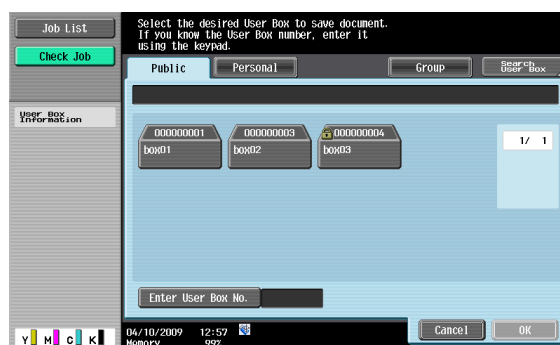 Job List
Check Job
Select the desired User Box to save document.
If you know the User Box number, enter it
using the keypad.
Public
Personal
Group
Search
User Box
User Box
Information
000000001
000000003
000000004
box01
box02
box03
1/ 1
Enter User Box No.
Y M C K
04/10/2009 12:57
Memory 99%
Cancel
OK